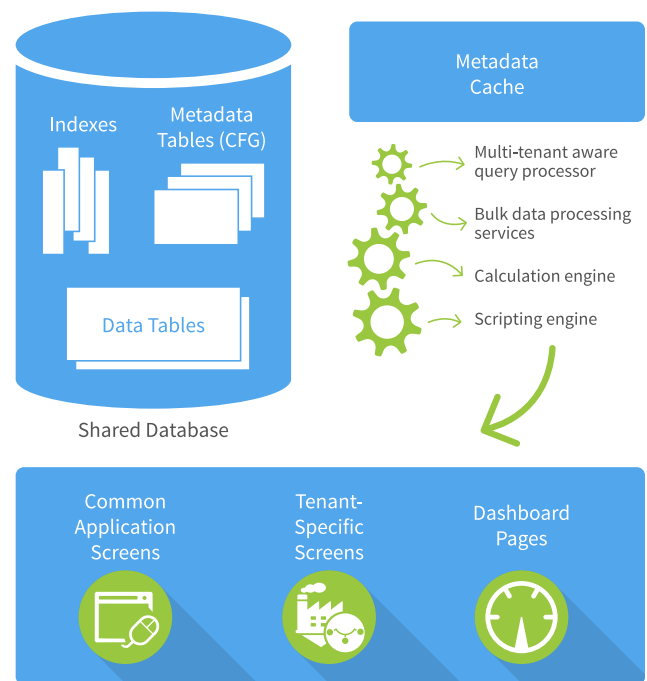 Indexes
Metadata
Tables (CFG)
Data Tables
Shared Database
Metadata
Cache
Multi-tenant aware
query processor
Bulk data processing
services
Calculation engine
Scripting engine
Common
Application
Screens
Tenant-
Specific
Screens
Dashboard
Pages